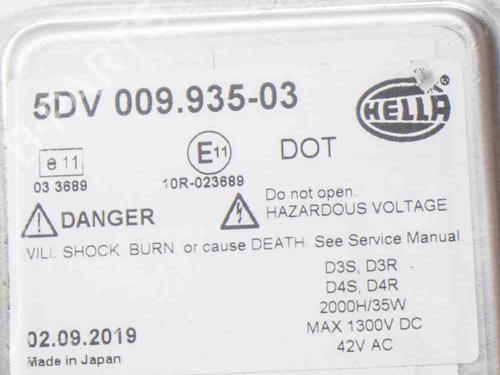 5DV 009.935-03
HELLA
e 11
03 3689
E11
10R-023689
DOT
DANGER
Do not open.
HAZARDOUS VOLTAGE
WILL SHOCK, BURN, or cause DEATH. See Service Manual
D3S, D3R
D4S, D4R
2000H/35W
MAX 1300V DC
42V AC
02.09.2019
Made in Japan